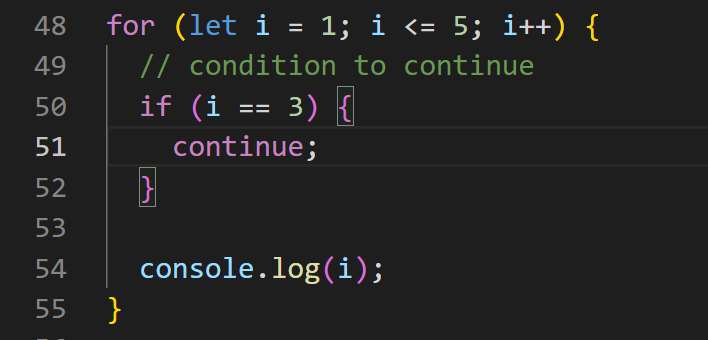 48 for (let i = 1; i <= 5; i++) {
49   // condition to continue
50   if (i == 3) {
51     continue;
52   }
53
54   console.log(i);
55 }